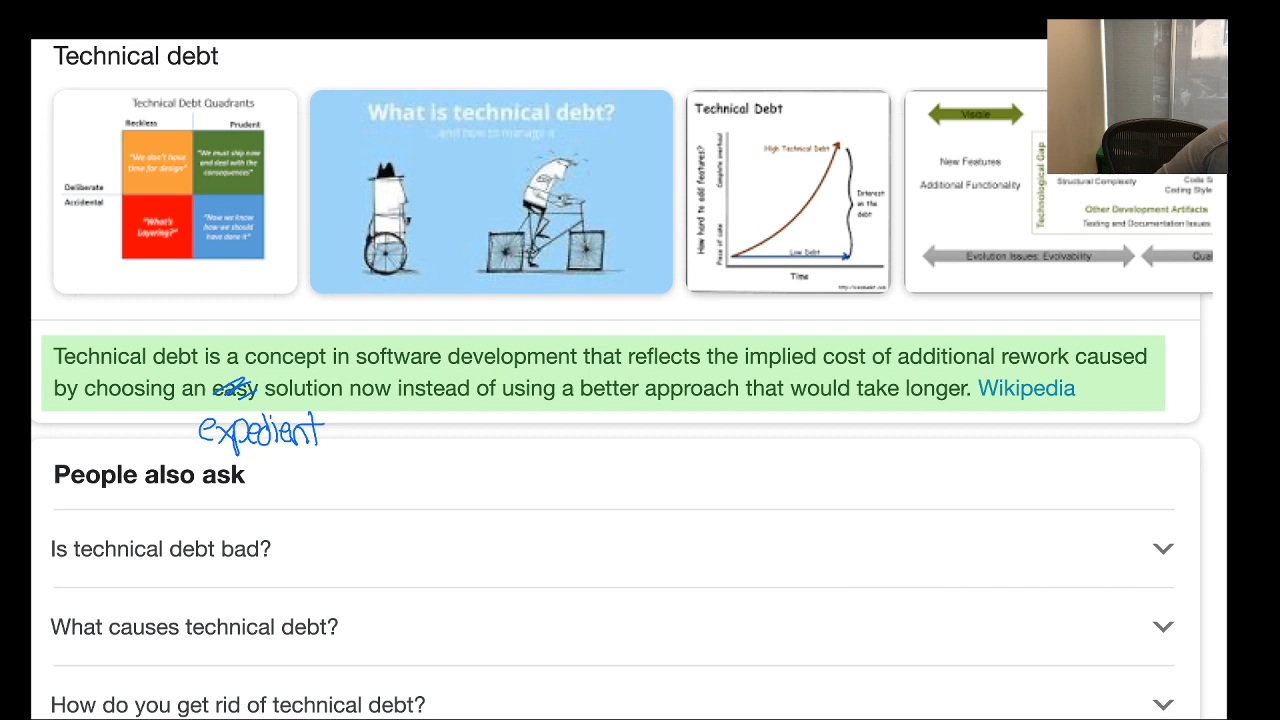 Technical debt
Technical Debt Quadrants
Reckless
Prudent
"We don't have
time for design"
"We must ship now
and deal with the
consequences"
Deliberate
Accidental
"What's
Layering?"
"Now we know
how we should
have done it"
What is technical debt?
...and how to manage it
Technical Debt
How hard to add features?
Complete overhaul
Piece of cake
High Technical Debt
Interest
on the
debt
Low Debt
Time
Visible
New Features
Additional Functionality
Technological Gap
Structural Complexity
Code S
Coding Style
Other Development Artifacts
Testing and Documentation Issues
Evolution Issues: Evolvability
Qual
Technical debt is a concept in software development that reflects the implied cost of additional rework caused
by choosing an easy solution now instead of using a better approach that would take longer. Wikipedia
expedient
People also ask
Is technical debt bad?
What causes technical debt?
How do you get rid of technical debt?